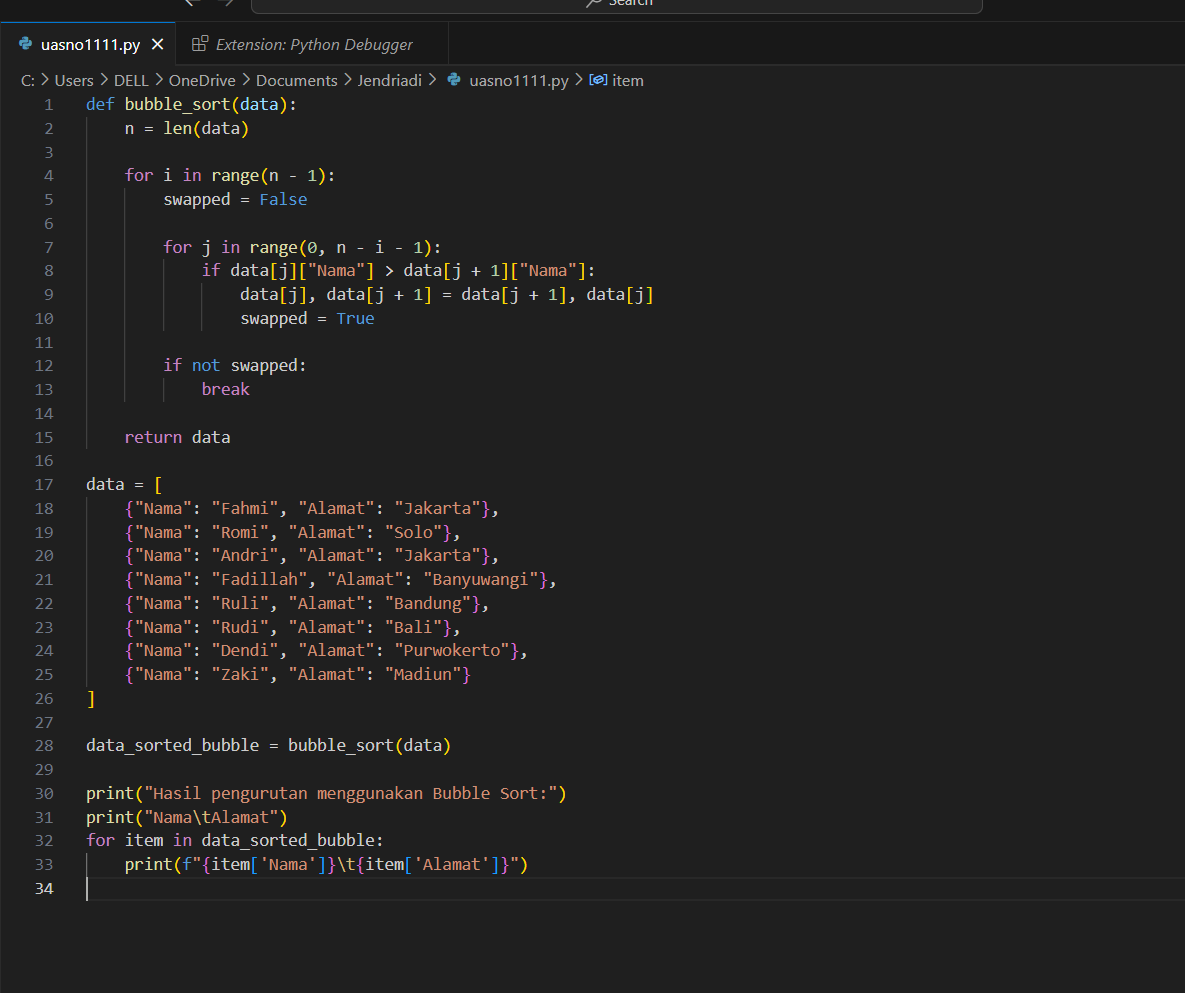 Search
uasno1111.py
Extension: Python Debugger
C: > Users > DELL > OneDrive > Documents > Jendriadi > uasno1111.py > item
1 def bubble_sort(data):
2     n = len(data)
3
4     for i in range(n - 1):
5         swapped = False
6
7         for j in range(0, n - i - 1):
8             if data[j]["Nama"] > data[j + 1]["Nama"]:
9                 data[j], data[j + 1] = data[j + 1], data[j]
10                 swapped = True
11
12         if not swapped:
13             break
14
15     return data
16
17 data = [
18     {"Nama": "Fahmi", "Alamat": "Jakarta"},
19     {"Nama": "Romi", "Alamat": "Solo"},
20     {"Nama": "Andri", "Alamat": "Jakarta"},
21     {"Nama": "Fadillah", "Alamat": "Banyuwangi"},
22     {"Nama": "Ruli", "Alamat": "Bandung"},
23     {"Nama": "Rudi", "Alamat": "Bali"},
24     {"Nama": "Dendi", "Alamat": "Purwokerto"},
25     {"Nama": "Zaki", "Alamat": "Madiun"}
26 ]
27
28 data_sorted_bubble = bubble_sort(data)
29
30 print("Hasil pengurutan menggunakan Bubble Sort:")
31 print("Nama\tAlamat")
32 for item in data_sorted_bubble:
33     print(f"{item['Nama']}\t{item['Alamat']}")
34